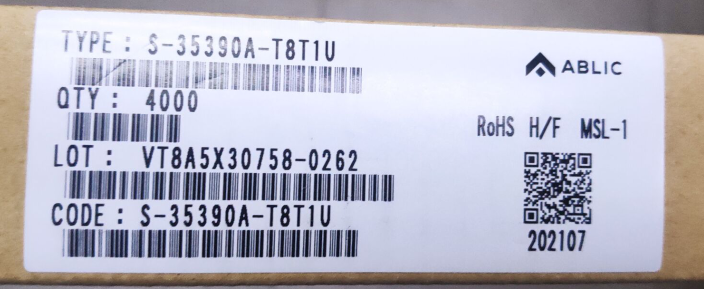 TYPE : S-35390A-T8T1U
ABLIC
QTY : 4000
RoHS H/F MSL-1
LOT : VT8A5X30758-0262
CODE : S-35390A-T8T1U
202107